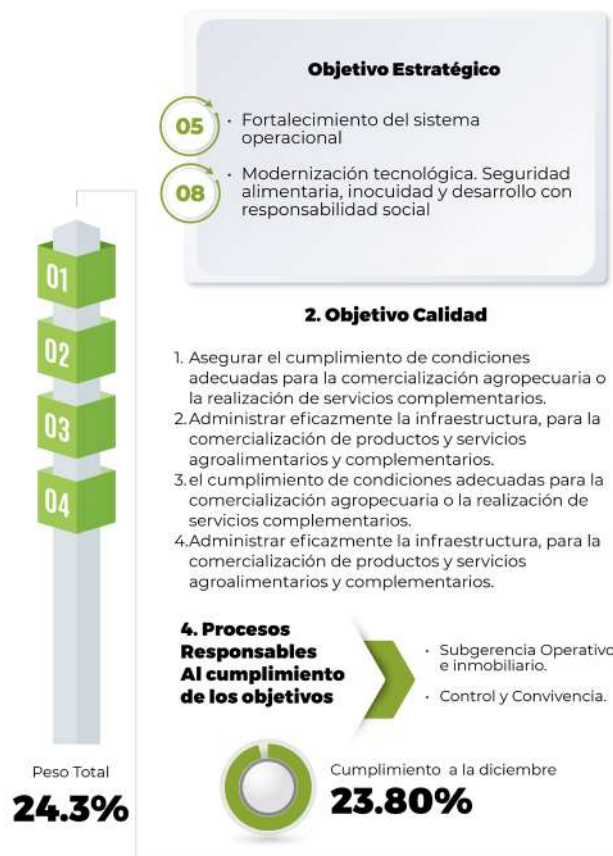 Objetivo Estratégico
05
· Fortalecimiento del sistema
operacional
08
· Modernización tecnológica. Seguridad
alimentaria, inocuidad y desarrollo con
responsabilidad social
01
02
03
04
2. Objetivo Calidad
1. Asegurar el cumplimiento de condiciones
adecuadas para la comercialización agropecuaria o
la realización de servicios complementarios.
2. Administrar eficazmente la infraestructura, para la
comercialización de productos y servicios
agroalimentarios y complementarios.
3. el cumplimiento de condiciones adecuadas para la
comercialización agropecuaria o la realización de
servicios complementarios.
4. Administrar eficazmente la infraestructura, para la
comercialización de productos y servicios
agroalimentarios y complementarios.
4. Procesos
Responsables
Al cumplimiento
de los objetivos
· Subgerencia Operativo
e inmobiliario.
· Control y Convivencia.
Peso Total
24.3%
Cumplimiento a la diciembre
23.80%